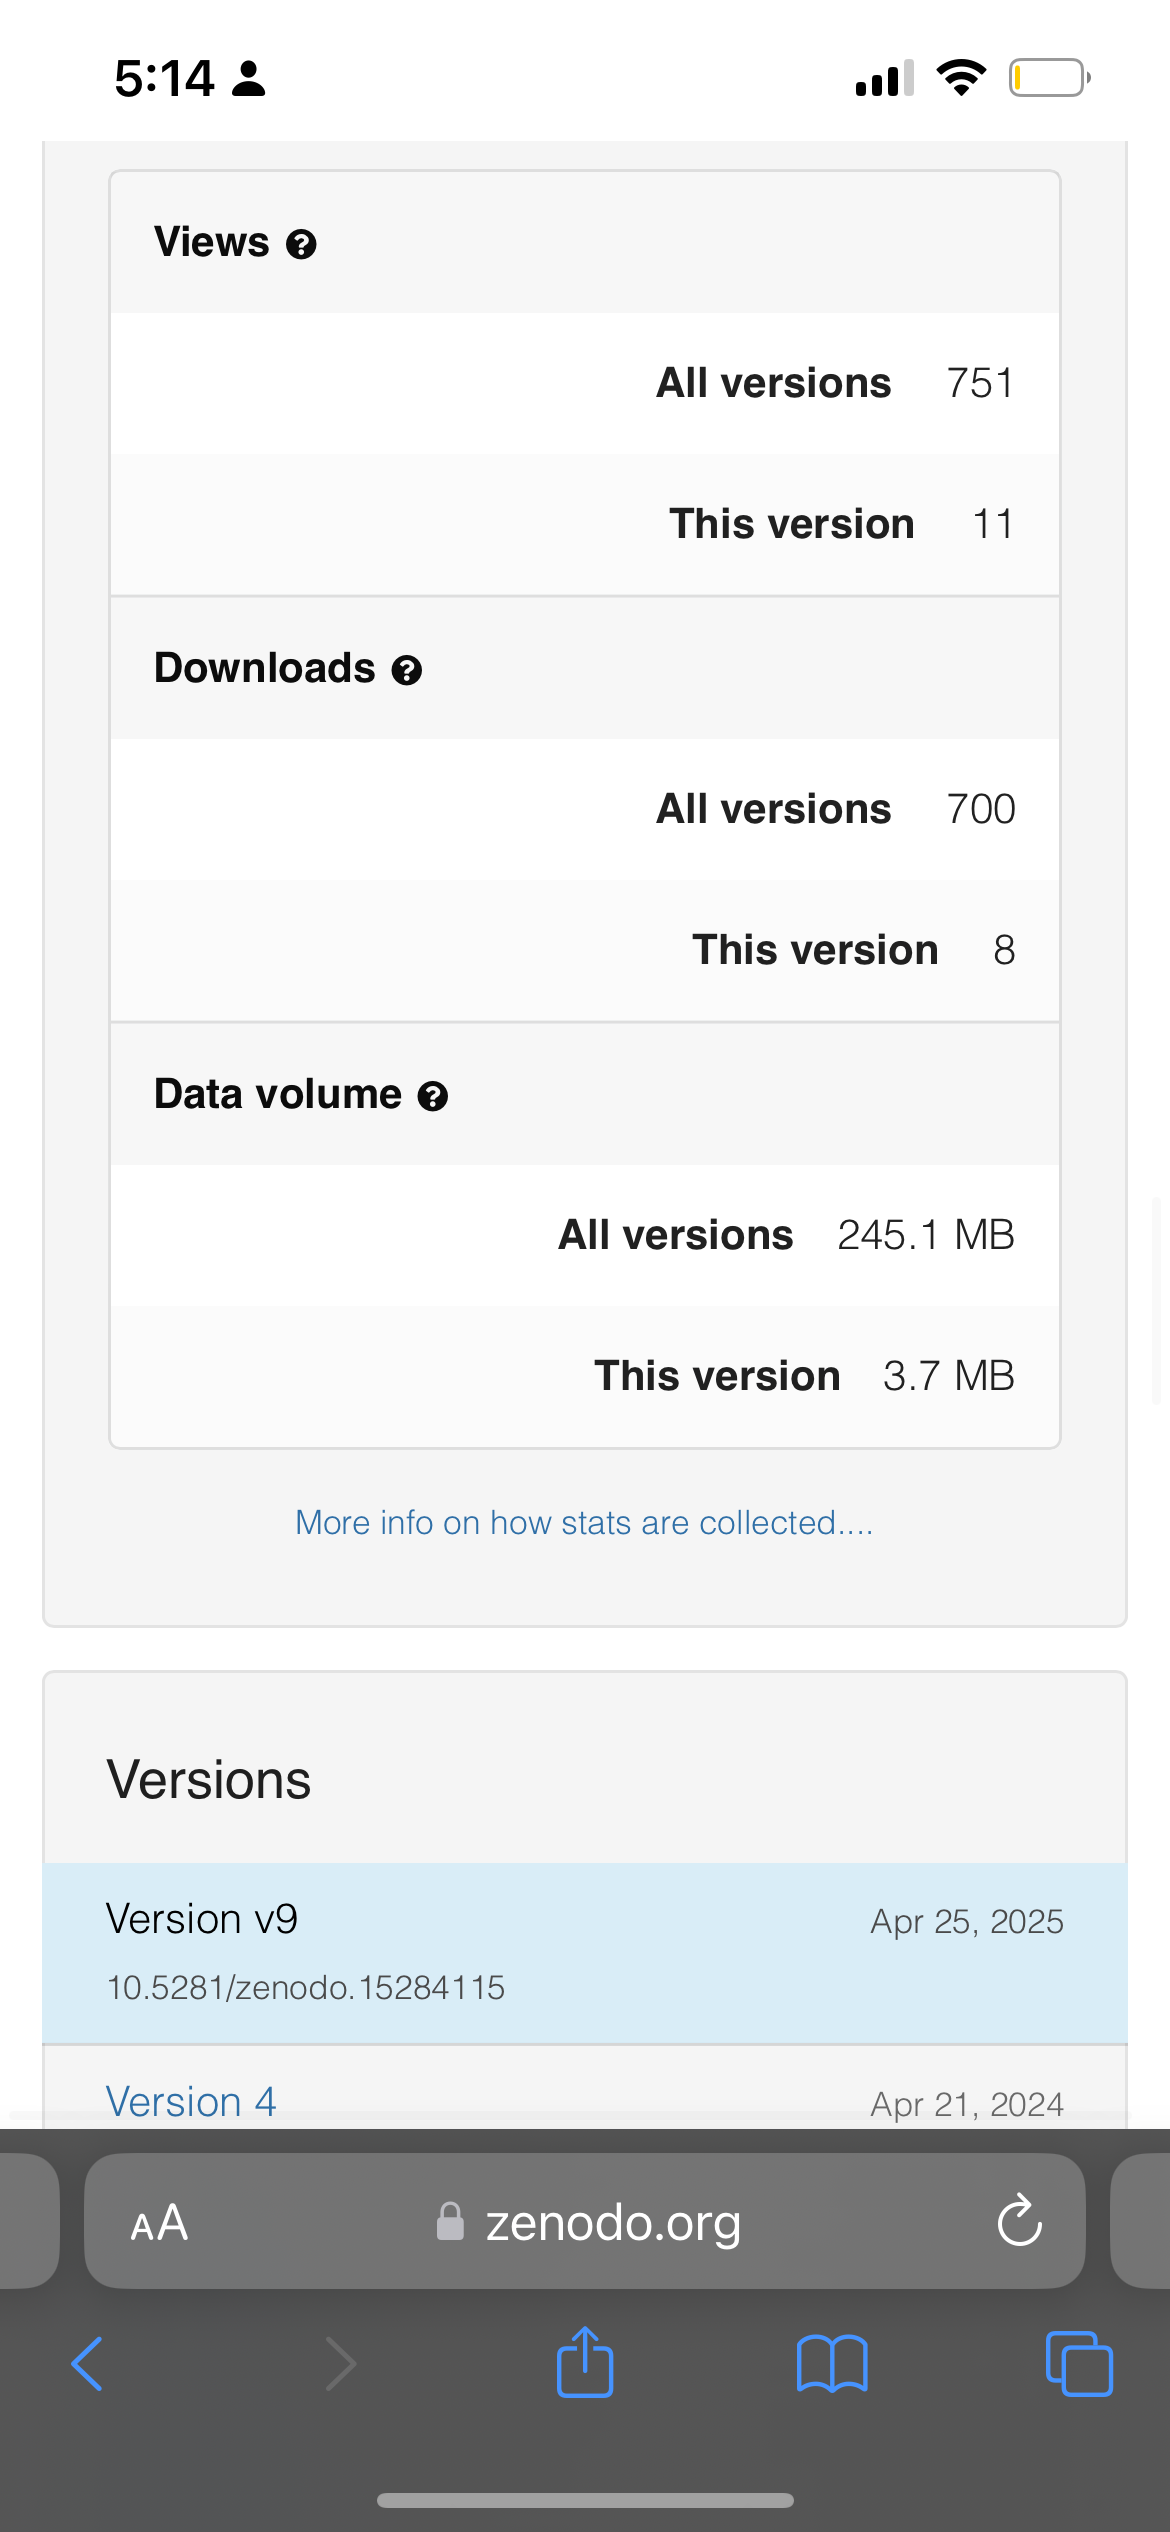 5:14
Views
All versions 751
This version 11
Downloads
All versions 700
This version 8
Data volume
All versions 245.1 MB
This version 3.7 MB
More info on how stats are collected....
Versions
Version v9 Apr 25, 2025
10.5281/zenodo.15284115
Version 4 Apr 21, 2024
AA zenodo.org